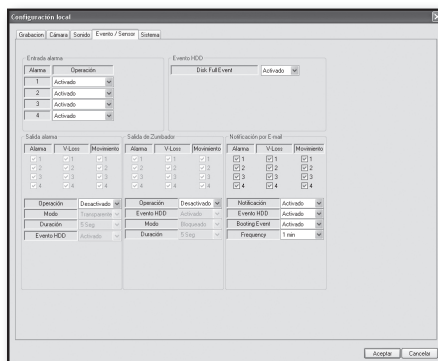 Configuración local
Grabacion Cámara Sonido Evento / Sensor Sistema
Entrada alarma
Alarma Operación
1 Activado
2 Activado
3 Activado
4 Activado
Evento HDD
Disk Full Event Activado
Salida alarma
Alarma V-Loss Movimiento
1 1 1
2 2 2
3 3 3
4 4 4
Operación Desactivado
Modo Transparente
Duración 5 Seg
Evento HDD Activado
Salida de Zumbador
Alarma V-Loss Movimiento
1 1 1
2 2 2
3 3 3
4 4 4
Operación Desactivado
Evento HDD Activado
Modo Bloqueado
Duración 5 Seg
Notificación por E mail
Alarma V-Loss Movimiento
1 1 1
2 2 2
3 3 3
4 4 4
Notificación Activado
Evento HDD Activado
Booting Event Activado
Frequency 1 min
Aceptar Cancelar